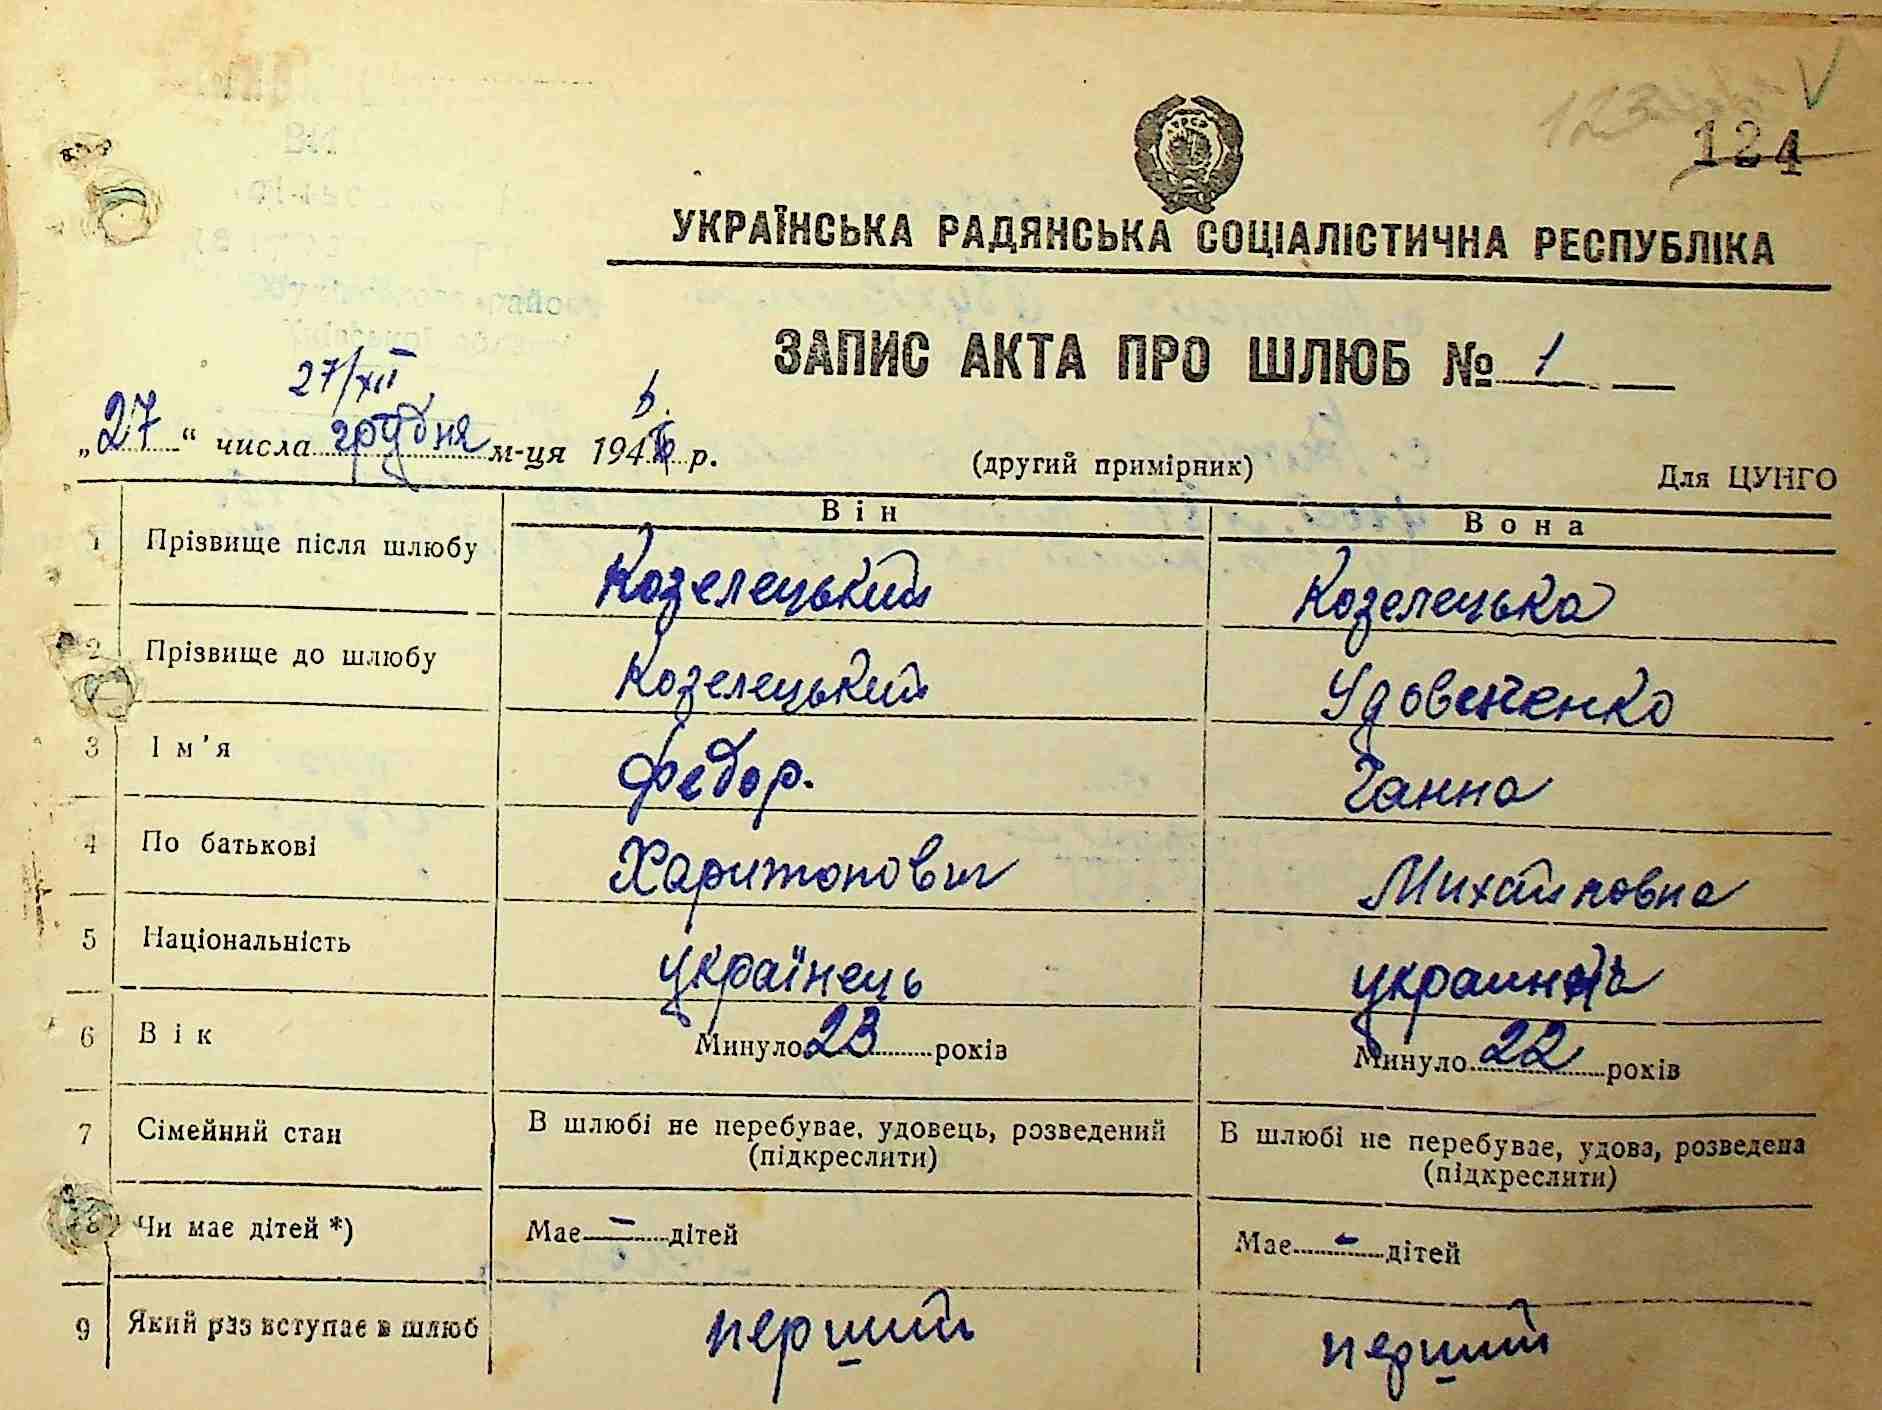 124
УКРАЇНСЬКА РАДЯНСЬКА СОЦІАЛІСТИЧНА РЕСПУБЛІКА
ЗАПИС АКТА ПРО ШЛЮБ № 1
27/XII
„27“ числа грудня м-ця 1946 р. (другий примірник) Для ЦУНГО
Він Вона
1 Прізвище після шлюбу Козелецький Козелецька
2 Прізвище до шлюбу Козелецький Удовенко
3 Ім'я Федор. Ганна
4 По батькові Харитонович Михайловна
5 Національність українець
6 Вік Минуло 23 років Минуло 22 років
7 Сімейний стан В шлюбі не перебуває, удовець, розведений В шлюбі не перебуває, удова, розведена
(підкреслити) (підкреслити)
8 Чи має дітей *) Має - дітей Має - дітей
9 Який раз вступає в шлюб перший перший